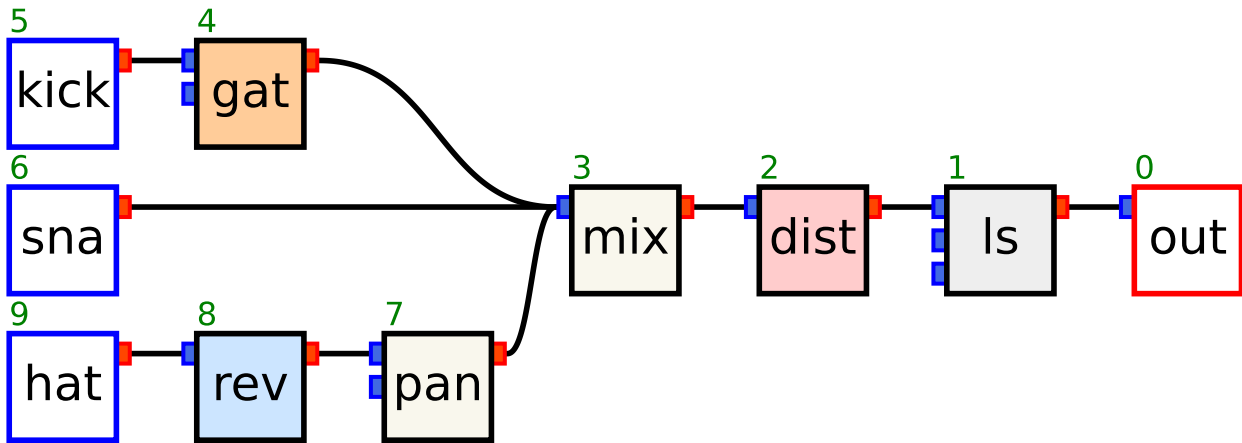 5 4
kick gat
6 3 2 1 0
sna mix dist ls out
9 8 7
hat rev pan